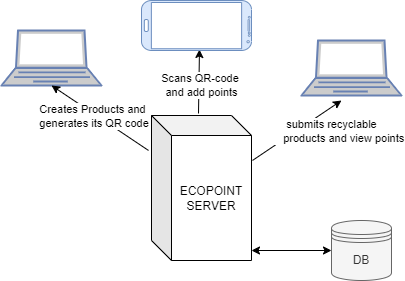 Scans QR-code
and add points
Creates Products and
generates its QR code
submits recyclable
products and view points
ECOPOINT
SERVER
DB